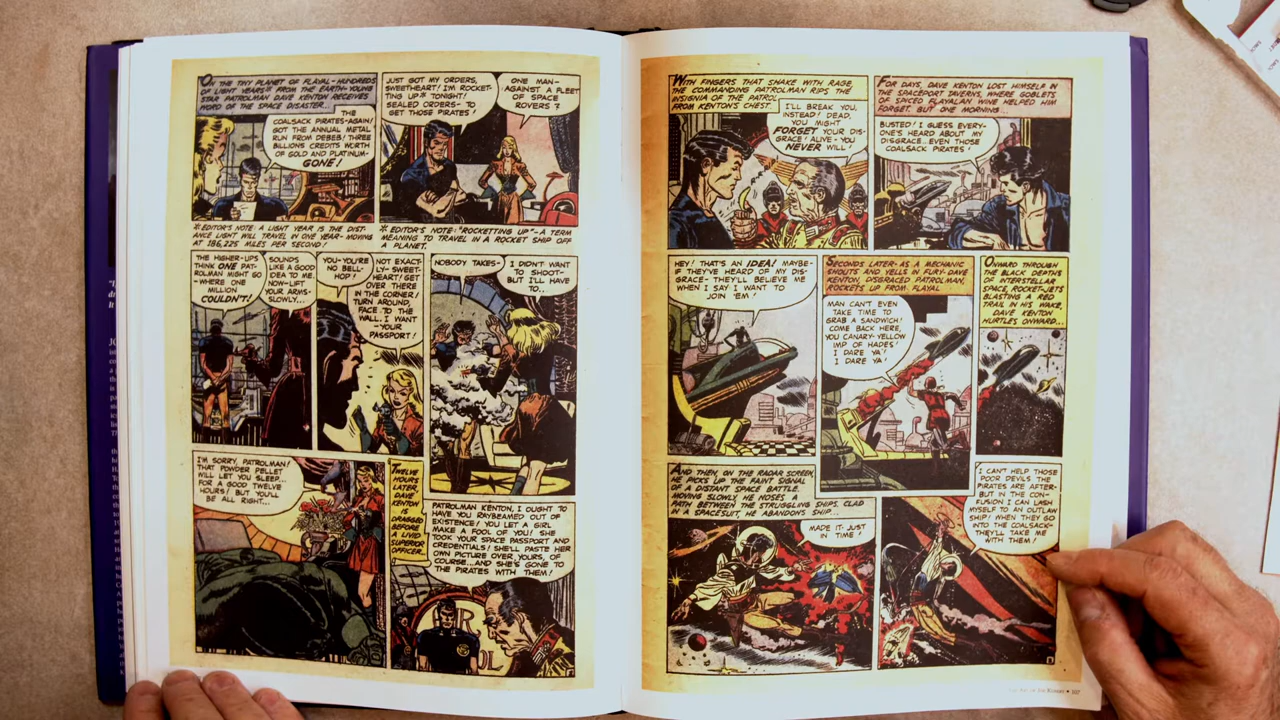 ON THE TINY PLANET OF FLAYAL-HUNDREDS
OF LIGHT YEARS* FROM THE EARTH-YOUNG
STAR PATROLMAN DAVE KENTON RECEIVES
WORD OF THE SPACE DISASTER...
THE
COALSACK PIRATES-AGAIN!
GOT THE ANNUAL METAL
RUN FROM DEBEB! THREE
BILLIONS CREDITS WORTH
OF GOLD AND PLATINUM-
GONE!
JUST GOT MY ORDERS,
SWEETHEART! I'M ROCKET-
TING UP* TONIGHT!
SEALED ORDERS- TO
GET THOSE PIRATES!
ONE MAN-
AGAINST A FLEET
OF SPACE
ROVERS?
*EDITOR'S NOTE: A LIGHT YEAR IS THE DIST-
ANCE LIGHT WILL TRAVEL IN ONE YEAR- MOVING
AT 186,225 MILES PER SECOND!
*EDITOR'S NOTE: "ROCKETTING UP"-A TERM
MEANING TO TRAVEL IN A ROCKET SHIP OFF
A PLANET.
THE HIGHER-UPS
THINK ONE PAT-
ROLMAN MIGHT GO
-WHERE ONE
MILLION
COULDN'T!
SOUNDS
LIKE A GOOD
IDEA TO ME.
NOW-LIFT
YOUR ARMS-
SLOWLY...
YOU-YOU'RE
NO BELL-
HOP!
NOT EXACT-
LY- SWEET-
HEART! GET
OVER THERE
IN THE CORNER!
TURN AROUND,
FACE TO THE
WALL. I WANT
-YOUR
PASSPORT!
NOBODY TAKES-
I DIDN'T WANT
TO SHOOT-
BUT I'LL HAVE
TO...
I'M SORRY, PATROLMAN!
THAT POWDER PELLET
WILL LET YOU SLEEP...
FOR A GOOD TWELVE
HOURS! BUT YOU'LL
BE ALL RIGHT...
TWELVE
HOURS
LATER,
DAVE
KENTON
IS
DRAGGED
BEFORE
A LIVID
SUPERIOR
OFFICER...
PATROLMAN KENTON, I OUGHT TO
HAVE YOU RAYBEAMED OUT OF
EXISTENCE! YOU LET A GIRL
MAKE A FOOL OF YOU! SHE
TOOK YOUR SPACE PASSPORT AND
CREDENTIALS! SHE'LL PASTE HER
OWN PICTURE OVER YOURS, OF
COURSE...AND SHE'S GONE TO
THE PIRATES WITH THEM!
WITH FINGERS THAT SHAKE WITH RAGE
THE COMMANDING PATROLMAN RIPS THE
INSIGNIA OF THE PATROL
FROM KENTON'S CHEST.
I'LL BREAK YOU,
INSTEAD! DEAD,
YOU MIGHT
FORGET YOUR DIS-
GRACE! ALIVE-YOU
NEVER WILL!
FOR DAYS, DAVE KENTON LOST HIMSELF IN
THE SPACEPORT TAVERNS, WHERE GOBLETS
OF SPICED FLAYALAN WINE HELPED HIM
FORGET. BUT ONE MORNING...
BUSTED! I GUESS EVERY-
ONE'S HEARD ABOUT MY
DISGRACE...EVEN THOSE
COALSACK PIRATES!
HEY! THAT'S AN IDEA! MAYBE-
IF THEY'VE HEARD OF MY DIS-
GRACE- THEY'LL BELIEVE ME
WHEN I SAY I WANT TO
JOIN 'EM!
SECONDS LATER-AS A MECHANIC
SHOUTS AND YELLS IN FURY-DAVE
KENTON, DISGRACED PATROLMAN,
ROCKETS UP FROM FLAYAL
MAN CAN'T EVEN
TAKE TIME TO
GRAB A SANDWICH!
COME BACK HERE,
YOU CANARY-YELLOW
IMP OF HADES!
I DARE YA'!
I DARE YA'!
ONWARD THROUGH
THE BLACK DEPTHS
OF INTERSTELLAR
SPACE, ROCKET-JETS
BLASTING A RED
TRAIL IN HIS WAKE,
DAVE KENTON
HURTLES ONWARD...
AND THEN, ON THE RADAR SCREEN,
HE PICKS UP THE FAINT SIGNAL
OF A DISTANT SPACE BATTLE.
MOVING SLOWLY, HE NOSES A
PATH BETWEEN THE STRUGGLING SHIPS. CLAD
IN A SPACESUIT, HE ABANDONS SHIP...
MADE IT: JUST
IN TIME!
I CAN'T HELP THOSE
POOR DEVILS THE
PIRATES ARE AFTER-
BUT IN THE CON-
FUSION I CAN LASH
MYSELF TO AN OUTLAW
SHIP! WHEN THEY GO
INTO THE COALSACK-
THEY'LL TAKE ME
WITH THEM!